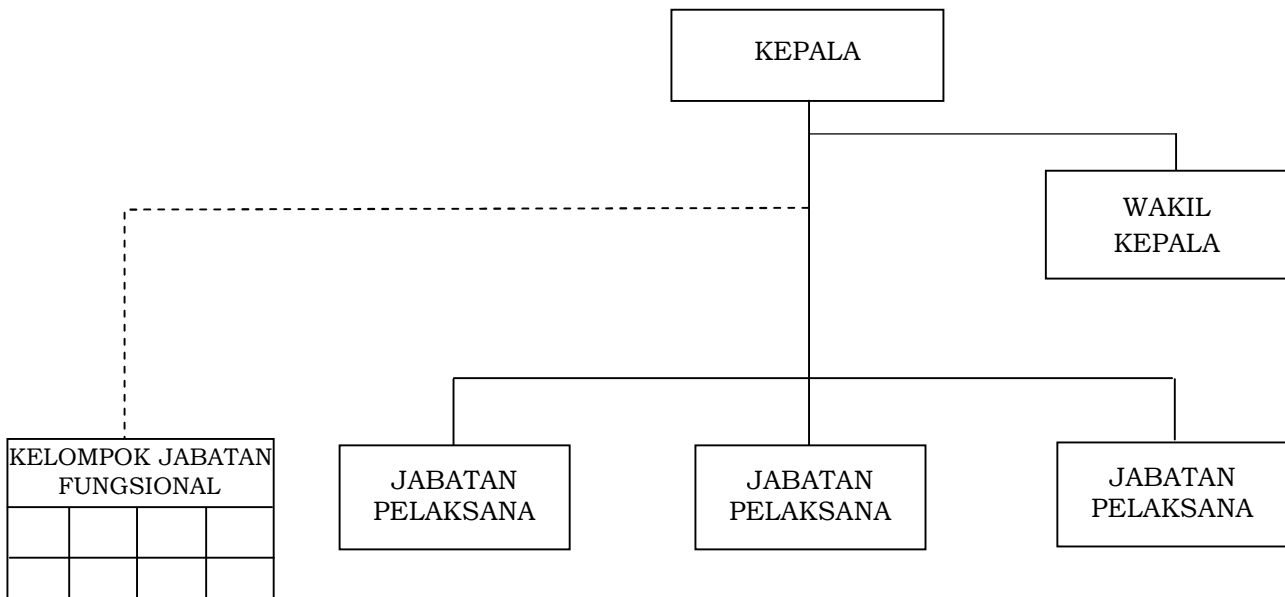 KEPALA
WAKIL
KEPALA
KELOMPOK JABATAN
FUNGSIONAL
JABATAN
PELAKSANA
JABATAN
PELAKSANA
JABATAN
PELAKSANA